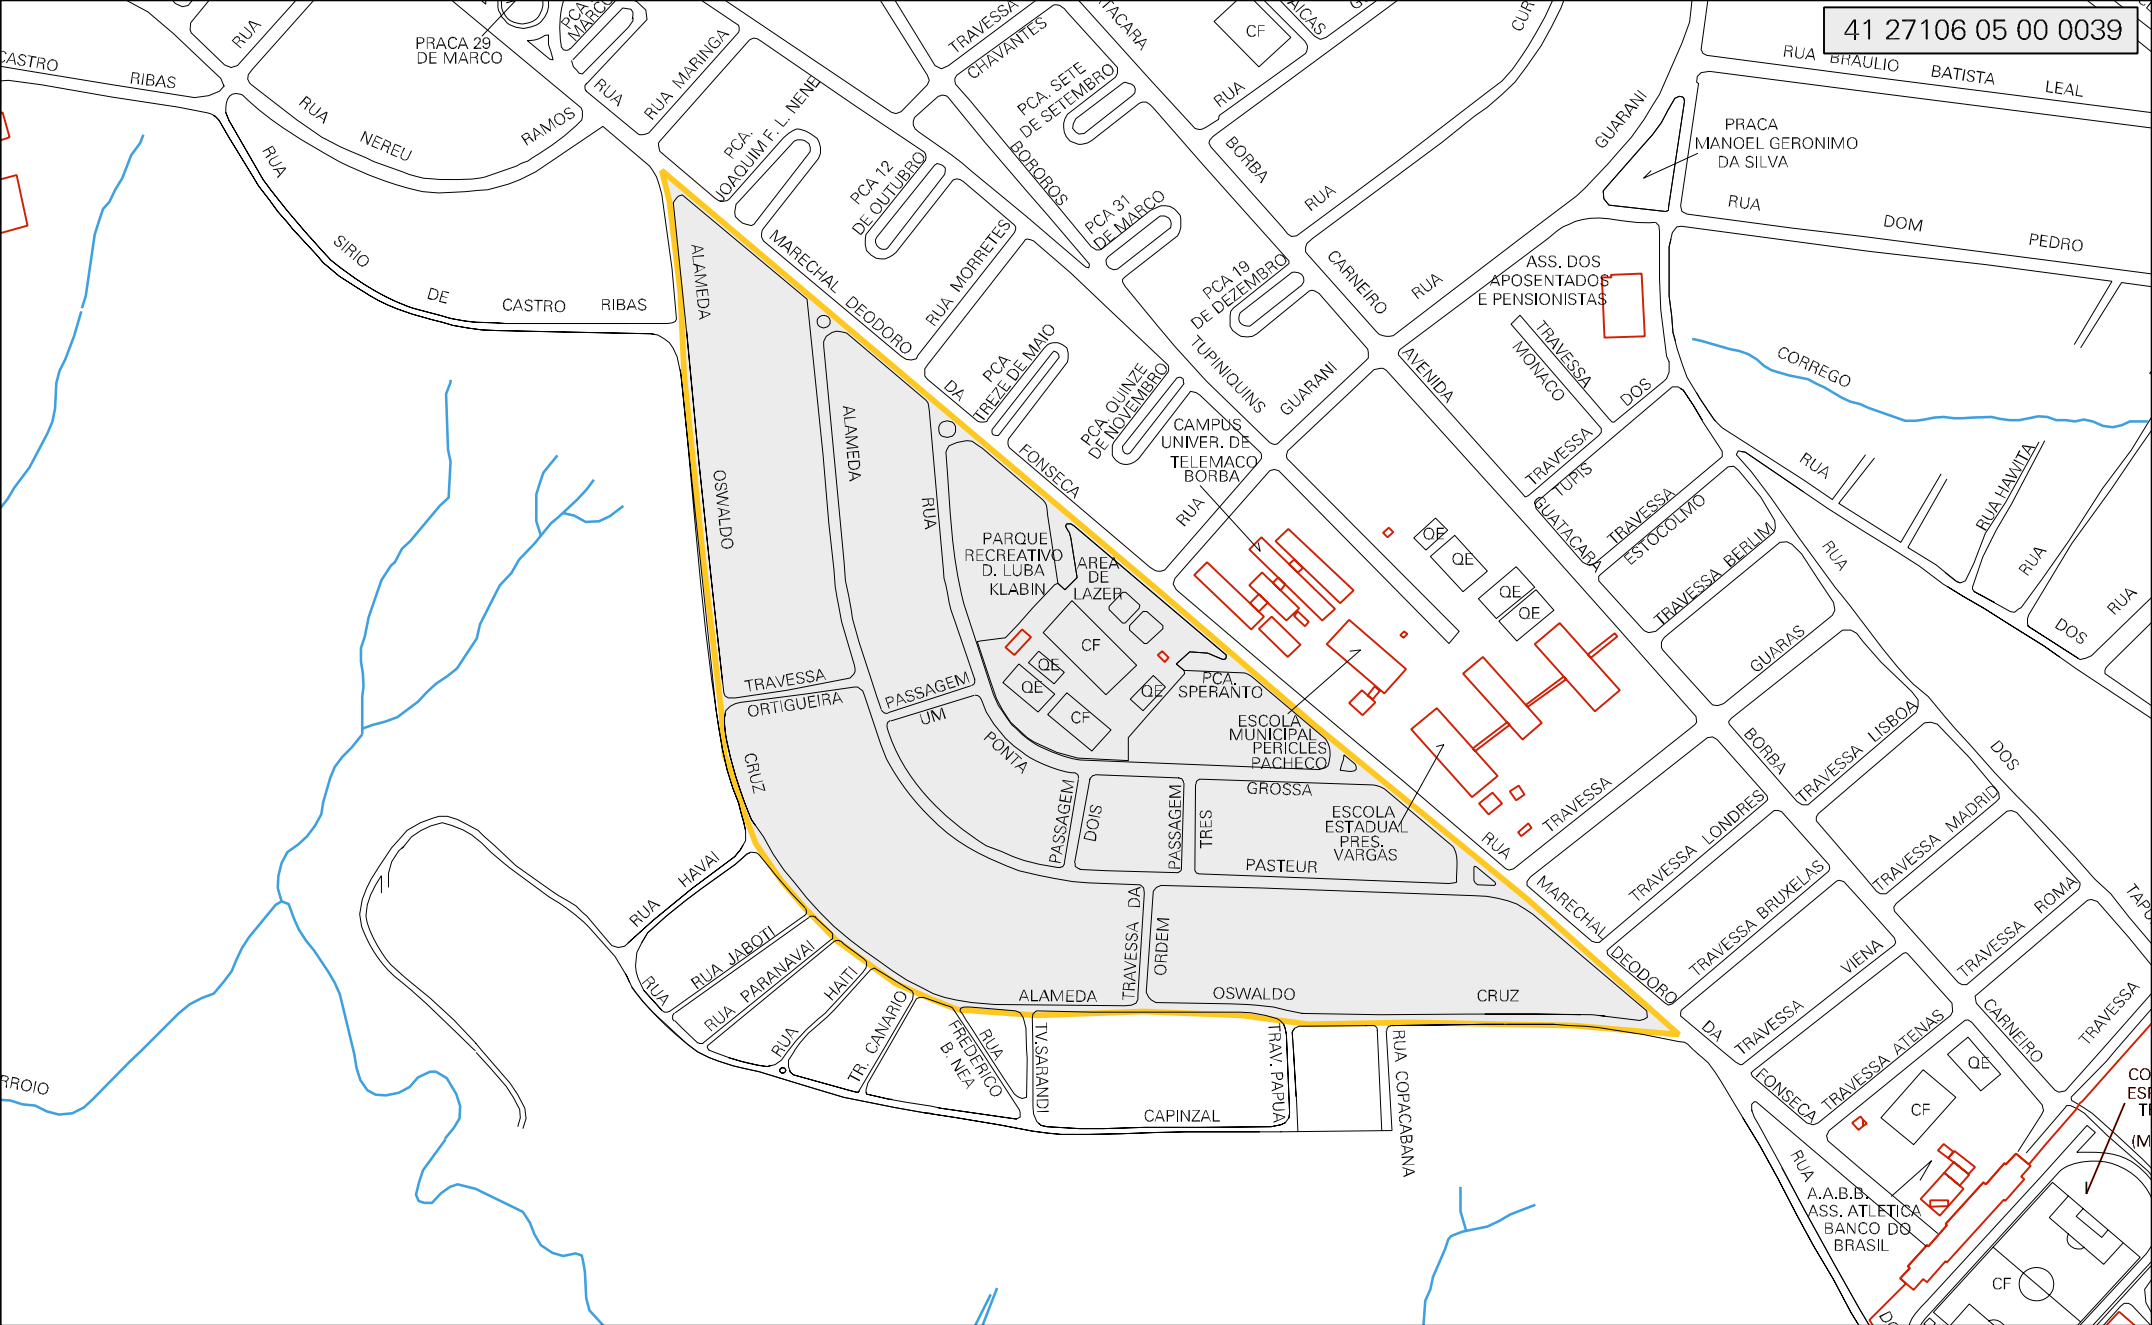 41 27106 05 00 0039
CASTRO
RIBAS
RUA
PRACA 29
DE MARCO
PCA
MARCO
RUA
RUA MARINGA
RUA
NEREU
RAMOS
RUA
SIRIO
DE
CASTRO
RIBAS
PCA.
JOAQUIM F. L. NENE
PCA 12
DE OUTUBRO
TRAVESSA
CHAVANTES
PCA. SETE
DE SETEMBRO
BOROROS
PCA 31
DE MARCO
CF
RUA
BORBA
RUA
GUARANI
RUA
BRAULIO
BATISTA
LEAL
PRACA
MANOEL GERONIMO
DA SILVA
RUA
DOM
PEDRO
ASS. DOS
APOSENTADOS
E PENSIONISTAS
CARNEIRO
RUA
PCA 19
DE DEZEMBRO
MARECHAL
DEODORO
RUA MORRETES
DA
PCA
TREZE DE MAIO
PCA. QUINZE
DE NOVEMBRO
TUPINIQUINS
GUARANI
AVENIDA
TRAVESSA
MONACO
DOS
CORREGO
TRAVESSA
TUPIS
GUATACARA
TRAVESSA
ESTOCOLMO
TRAVESSA BERLIM
RUA
RUA
RUA HAWITA
RUA
DOS
RUA
CAMPUS
UNIVER. DE
TELEMACO
BORBA
FONSECA
RUA
ALAMEDA
OSWALDO
CRUZ
ALAMEDA
RUA
PARQUE
RECREATIVO
D. LUBA
KLABIN
AREA
DE
LAZER
CF
QE
QE
CF
QE
PCA.
SPERANTO
QE
QE
QE
QE
ESCOLA
MUNICIPAL
PERICLES
PACHECO
TRAVESSA
ORTIGUEIRA
PASSAGEM
UM
PONTA
GROSSA
PASSAGEM
DOIS
PASSAGEM
TRES
PASTEUR
ESCOLA
ESTADUAL
PRES.
VARGAS
RUA
TRAVESSA
GUARAS
BORBA
TRAVESSA LISBOA
DOS
TRAVESSA LONDRES
TRAVESSA MADRID
MARECHAL
TRAVESSA BRUXELAS
TRAVESSA ROMA
DEODORO
VIENA
TRAVESSA
DA
TRAVESSA ATENAS
CARNEIRO
TRAVESSA
FONSECA
RUA
HAVAI
RUA JABOTI
RUA
RUA PARANAVAI
HAITI
RUA
TR. CANARIO
RUA
FREDERICO
B. NEA
TV.SARANDI
ALAMEDA
TRAVESSA DA
ORDEM
OSWALDO
CRUZ
TRAV. PAPUA
CAPINZAL
RUA COPACABANA
QE
CF
RUA
A.A.B.B.
ASS. ATLETICA
BANCO DO
BRASIL
CF